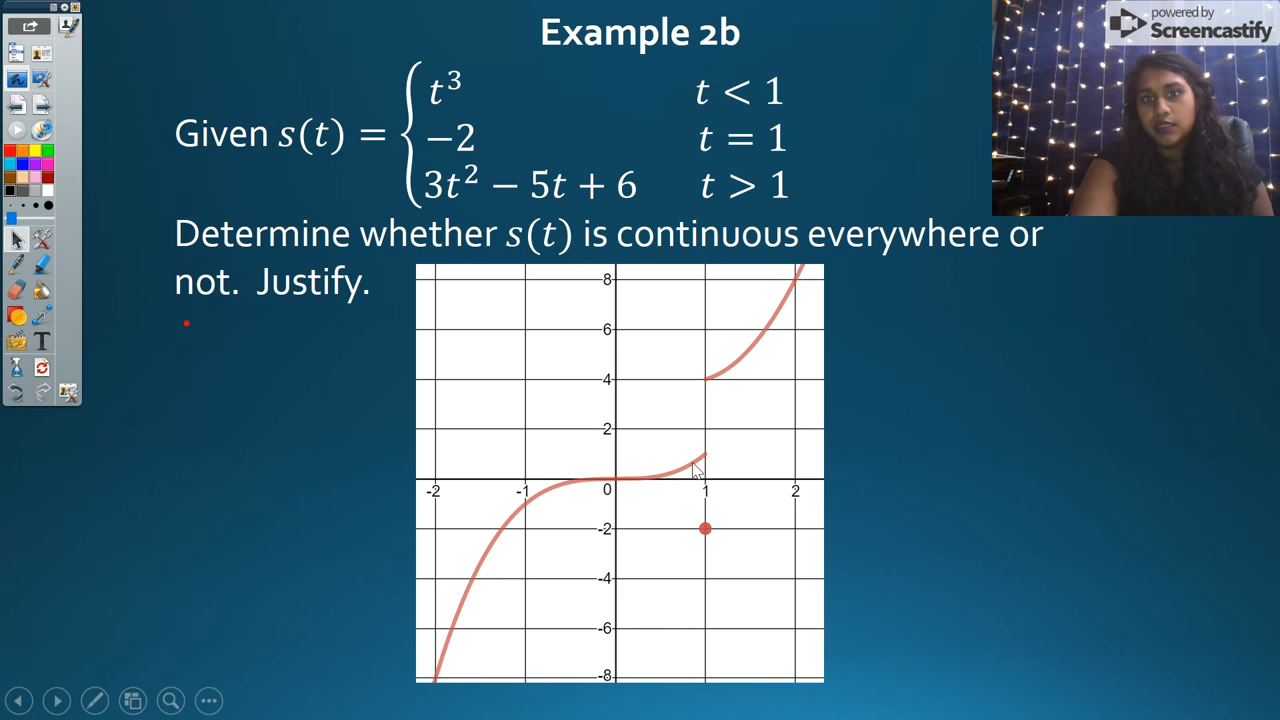 Example 2b
powered by
Screencastify
Given s(t) = { t³ t < 1
−2 t = 1
3t² − 5t + 6 t > 1
Determine whether s(t) is continuous everywhere or
not. Justify.
8
6
4
2
-2 -1 0 1 2
-2
-4
-6
-8
T